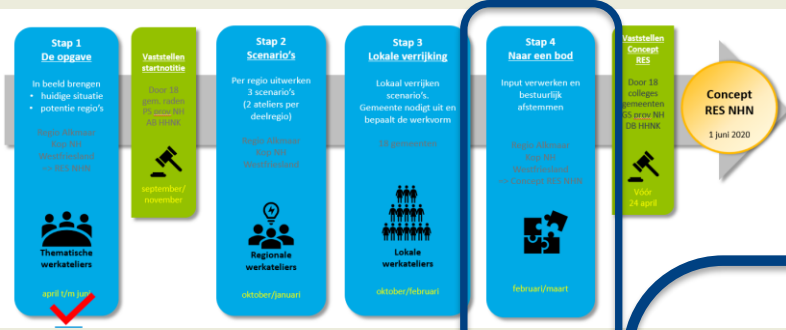 Stap 1
De opgave
In beeld brengen
• huidige situatie
• potentie regio's
Regio Alkmaar
Kop NH
Westfriesland
=> RES NHN
Thematische
werkateliers
april t/m juni
Vaststellen
startnotitie
Door 18
gem. raden
PS prov NH
AB HHNK
september/
november
Stap 2
Scenario's
Per regio uitwerken
3 scenario's
(2 ateliers per
deelregio)
Regio Alkmaar
Kop NH
Westfriesland
Regionale
werkateliers
oktober/januari
Stap 3
Lokale verrijking
Lokaal verrijken
scenario's.
Gemeente nodigt uit en
bepaalt de werkvorm
18 gemeenten
Lokale
werkateliers
oktober/februari
Stap 4
Naar een bod
Input verwerken en
bestuurlijk
afstemmen
Regio Alkmaar
Kop NH
Westfriesland
=> Concept RES NHN
februari/maart
Vaststellen
Concept
RES
Door 18
colleges
gemeenten
GS prov NH
DB HHNK
Vóór
24 april
Concept
RES NHN
1 juni 2020